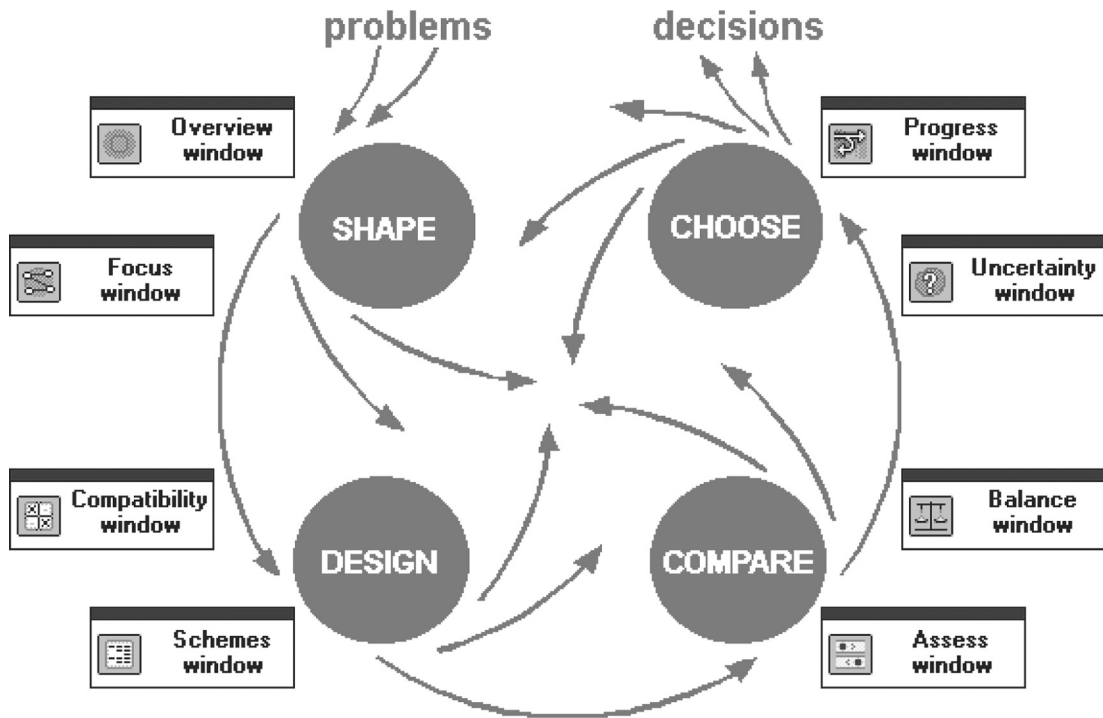 problems
decisions
Overview
window
Progress
window
SHAPE
CHOOSE
Focus
window
Uncertainty
window
Compatibility
window
Balance
window
DESIGN
COMPARE
Schemes
window
Assess
window